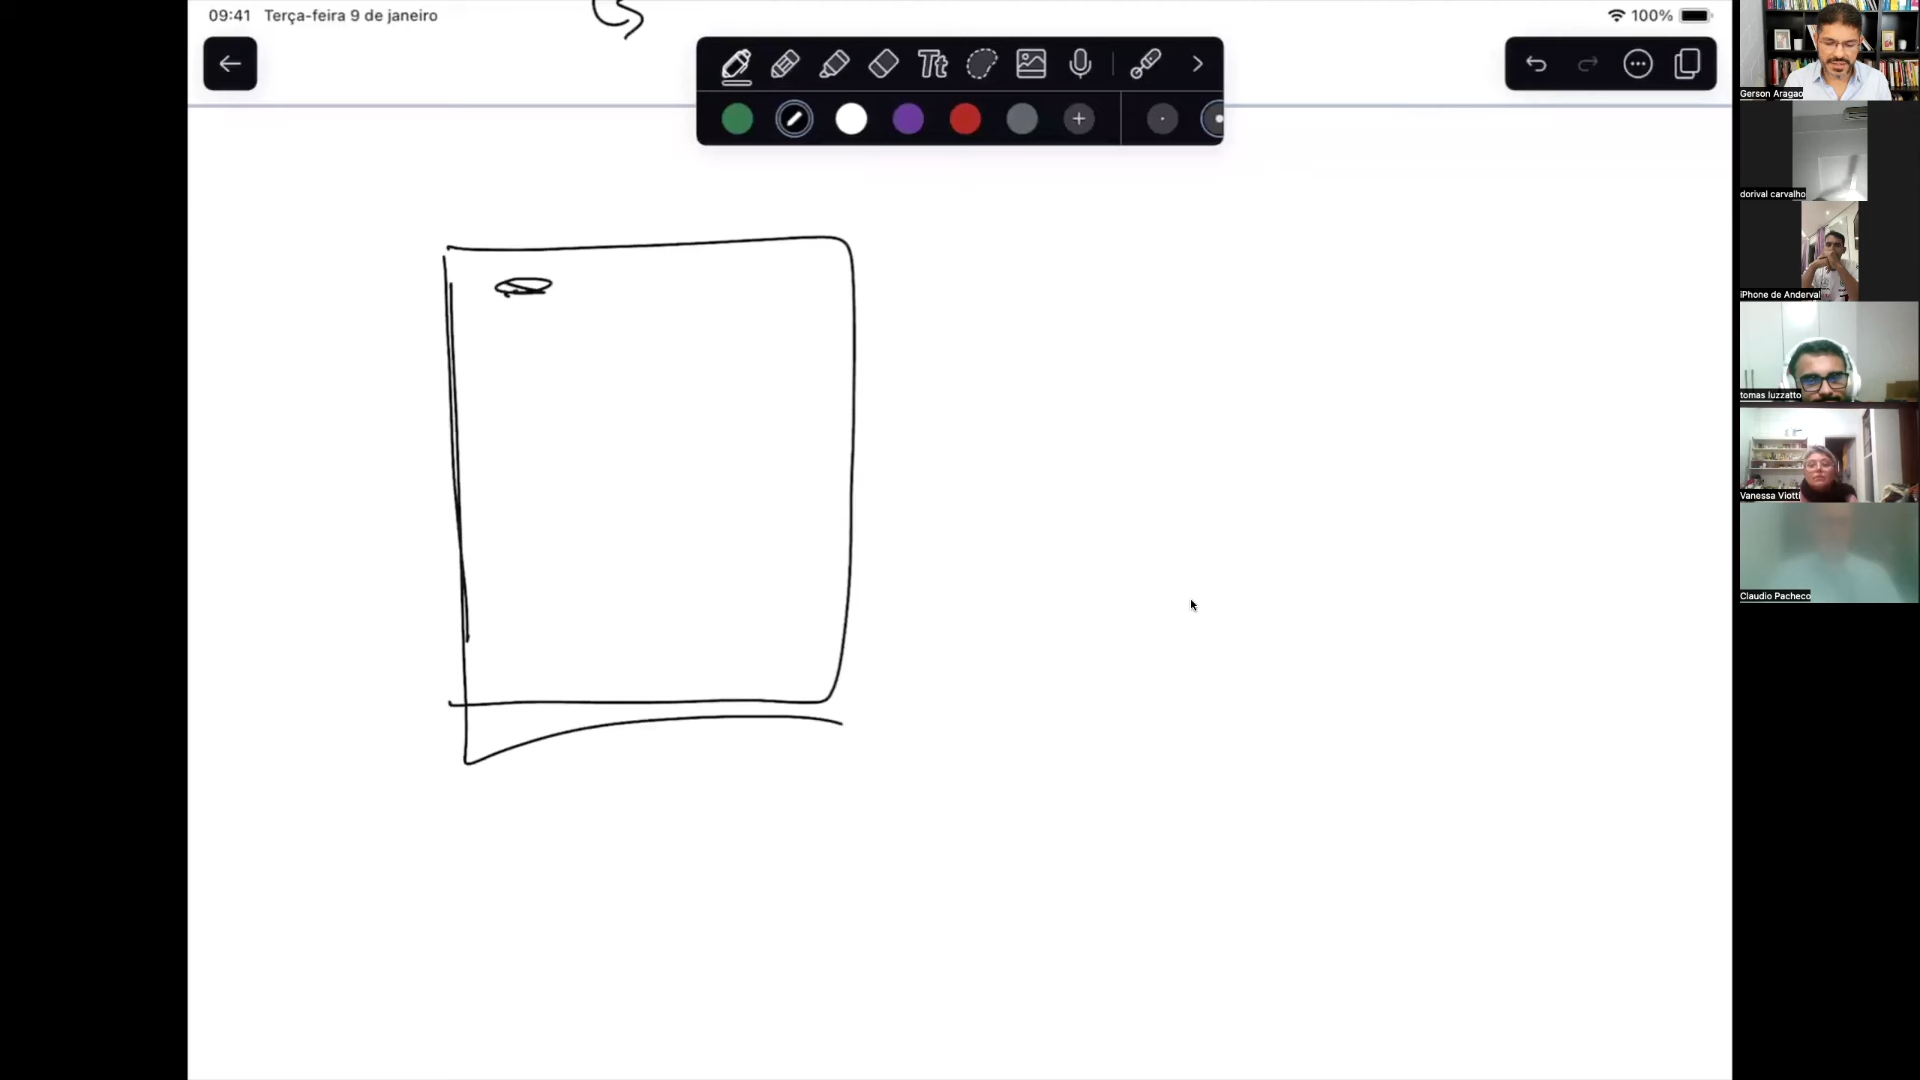 09:41 Terça-feira 9 de janeiro
100%
Tt
Gerson Aragao
dorival carvalho
iPhone de Anderval
tomas luzzatto
Vanessa Viotti
Claudio Pacheco